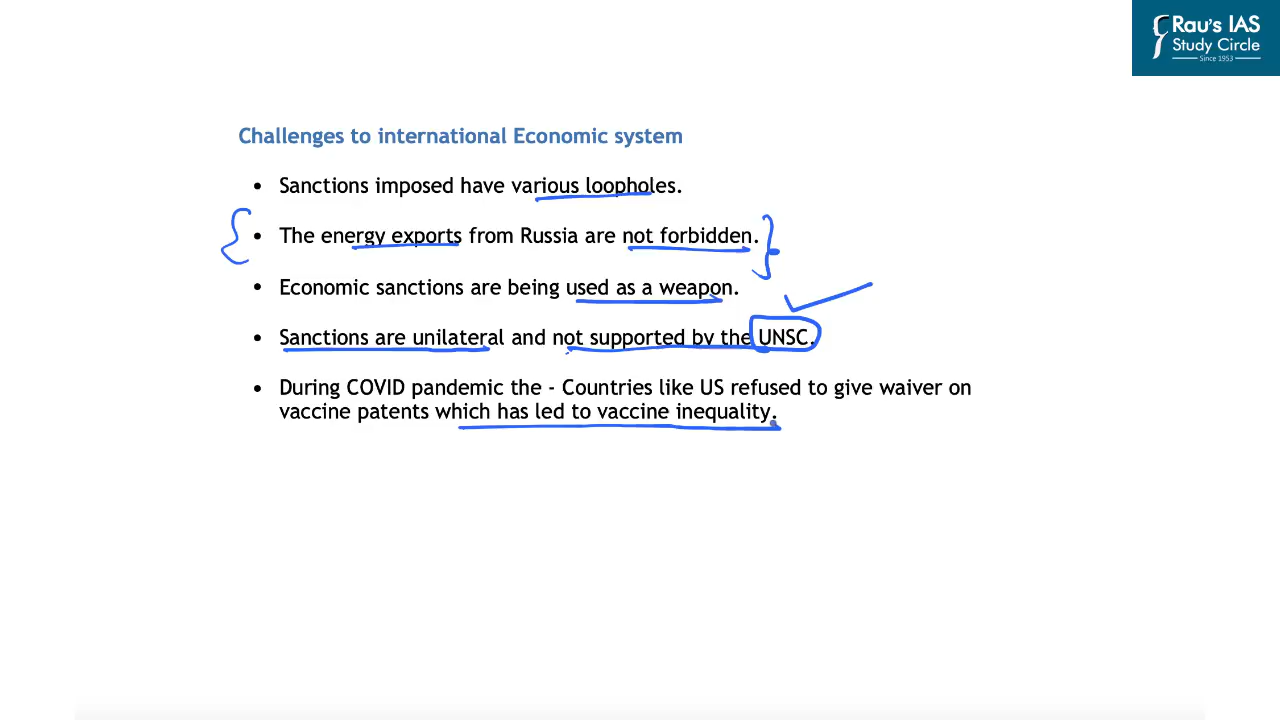 Rau's IAS
Study Circle
Since 1953
Challenges to international Economic system
• Sanctions imposed have various loopholes.
• The energy exports from Russia are not forbidden.
• Economic sanctions are being used as a weapon.
• Sanctions are unilateral and not supported by the UNSC.
• During COVID pandemic the - Countries like US refused to give waiver on
vaccine patents which has led to vaccine inequality.